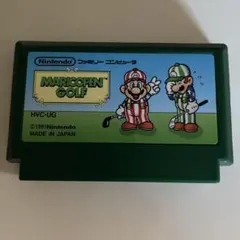 Nintendo ファミリー コンピュータ
MARIO OPEN
GOLF
HVC-UG
©1991 Nintendo
MADE IN JAPAN